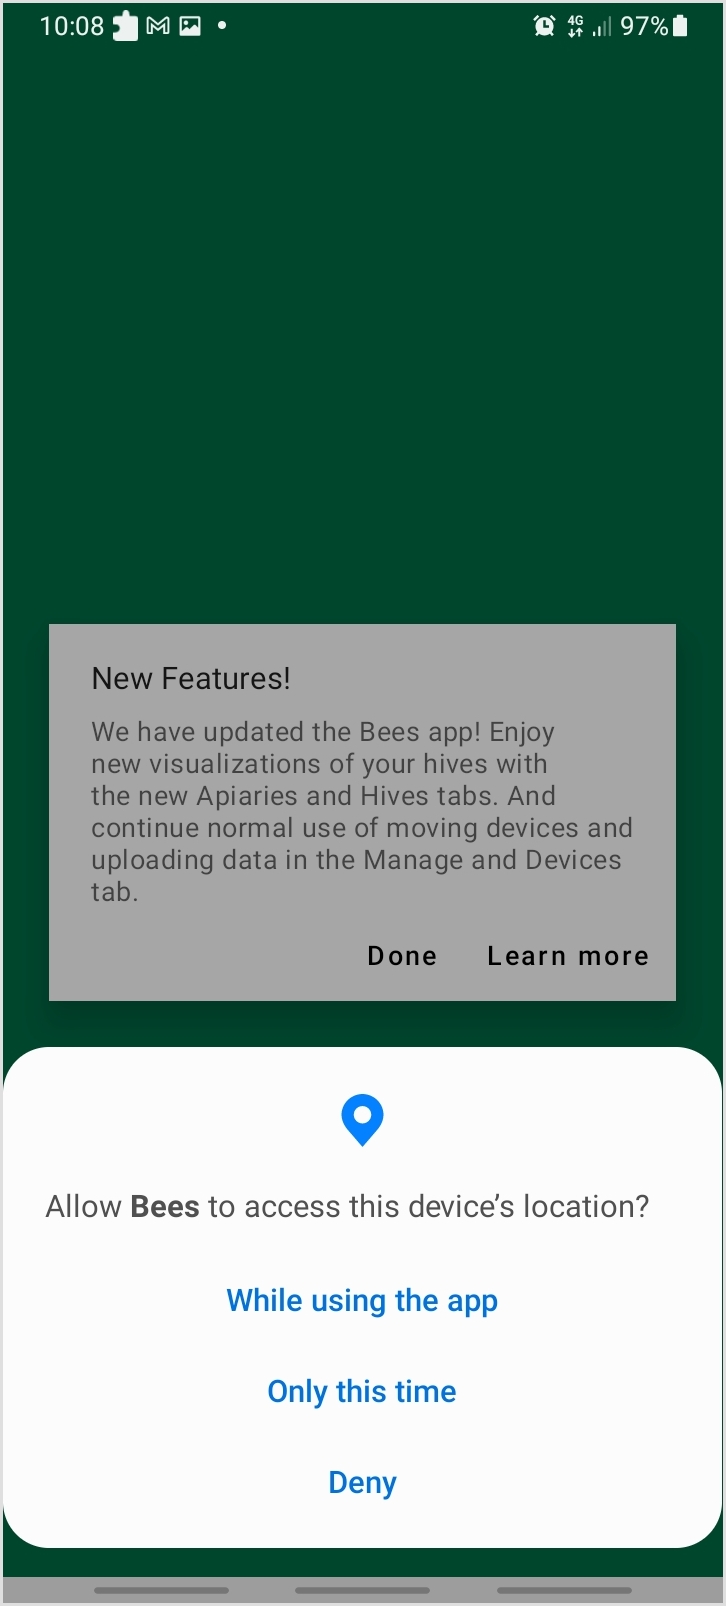 10:08
4G
97%
New Features!
We have updated the Bees app! Enjoy
new visualizations of your hives with
the new Apiaries and Hives tabs. And
continue normal use of moving devices and
uploading data in the Manage and Devices
tab.
Done Learn more
Allow Bees to access this device’s location?
While using the app
Only this time
Deny